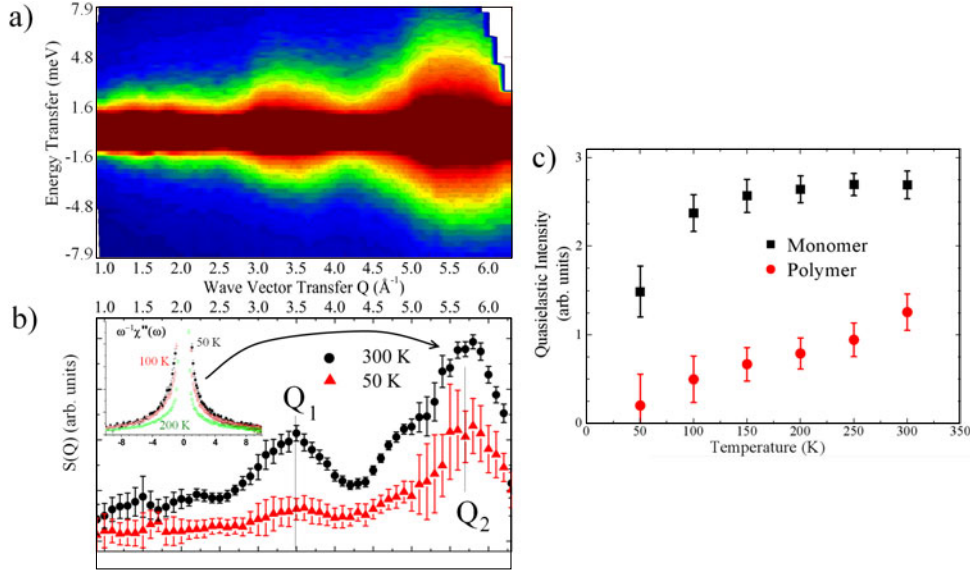 a)
Energy Transfer (meV)
7.9
4.8
1.6
-1.6
-4.8
-7.9
1.0 1.5 2.0 2.5 3.0 3.5 4.0 4.5 5.0 5.5 6.0
Wave Vector Transfer Q (Å⁻¹)
1.0 1.5 2.0 2.5 3.0 3.5 4.0 4.5 5.0 5.5 6.0
b)
S(Q) (arb. units)
ω⁻¹χ"(ω)
50 K
100 K
200 K
-8 -4 0 4 8
300 K
50 K
Q₁
Q₂
c)
Quasielastic Intensity
(arb. units)
3
2
1
0
Monomer
Polymer
0 50 100 150 200 250 300 350
Temperature (K)